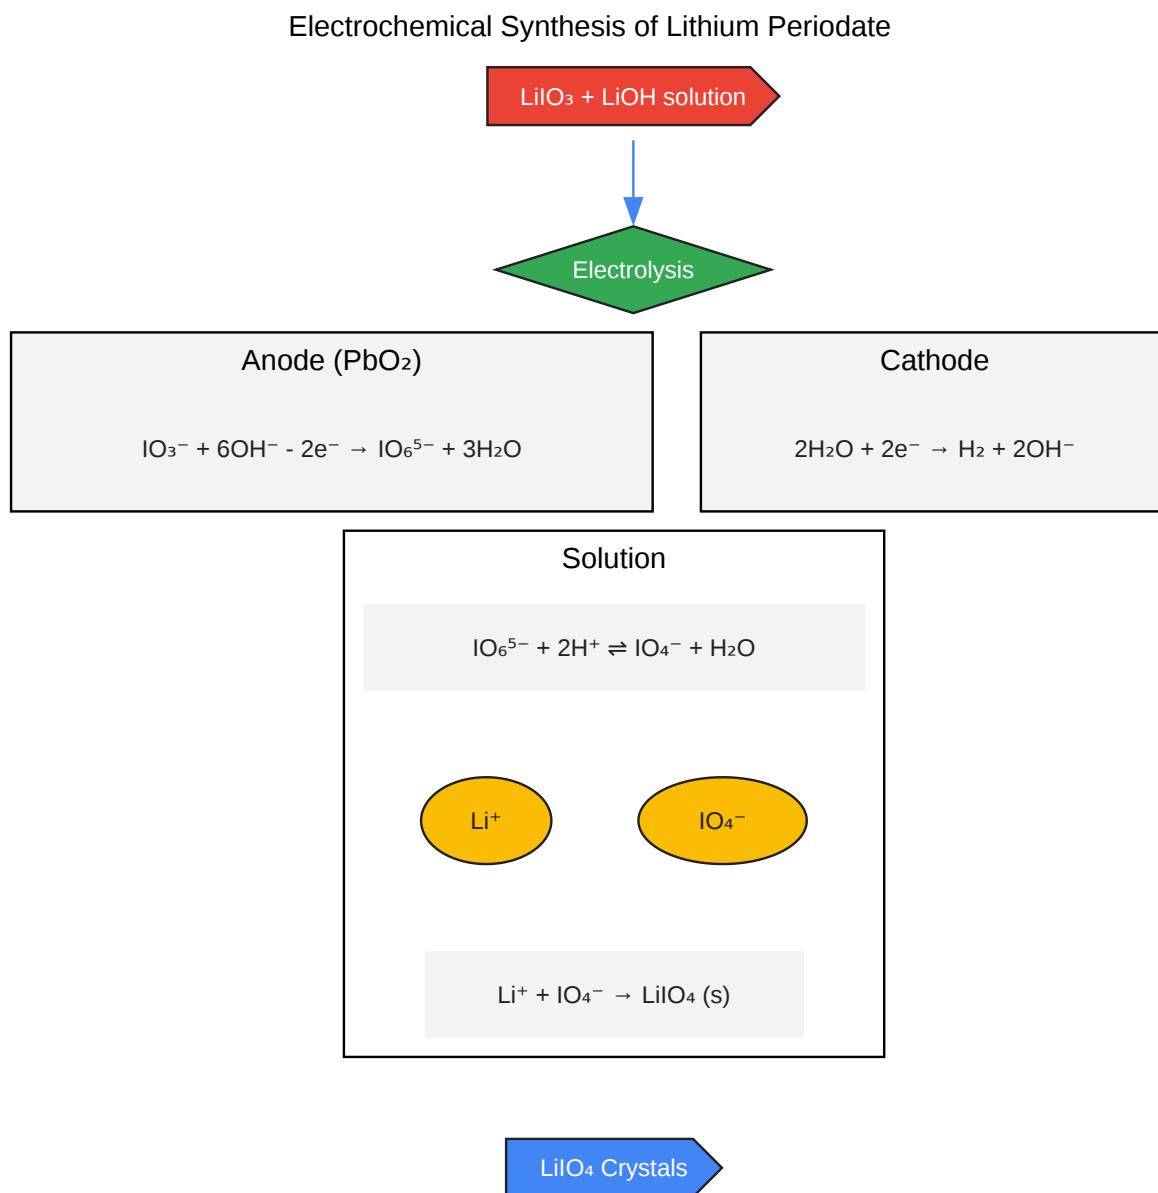 Electrochemical Synthesis of Lithium Periodate
LiIO₃ + LiOH solution
Electrolysis
Anode (PbO₂)
IO₃⁻ + 6OH⁻ - 2e⁻ → IO₆⁵⁻ + 3H₂O
Cathode
2H₂O + 2e⁻ → H₂ + 2OH⁻
Solution
IO₆⁵⁻ + 2H⁺ ⇌ IO₄⁻ + H₂O
Li⁺
IO₄⁻
Li⁺ + IO₄⁻ → LiIO₄ (s)
LiIO₄ Crystals